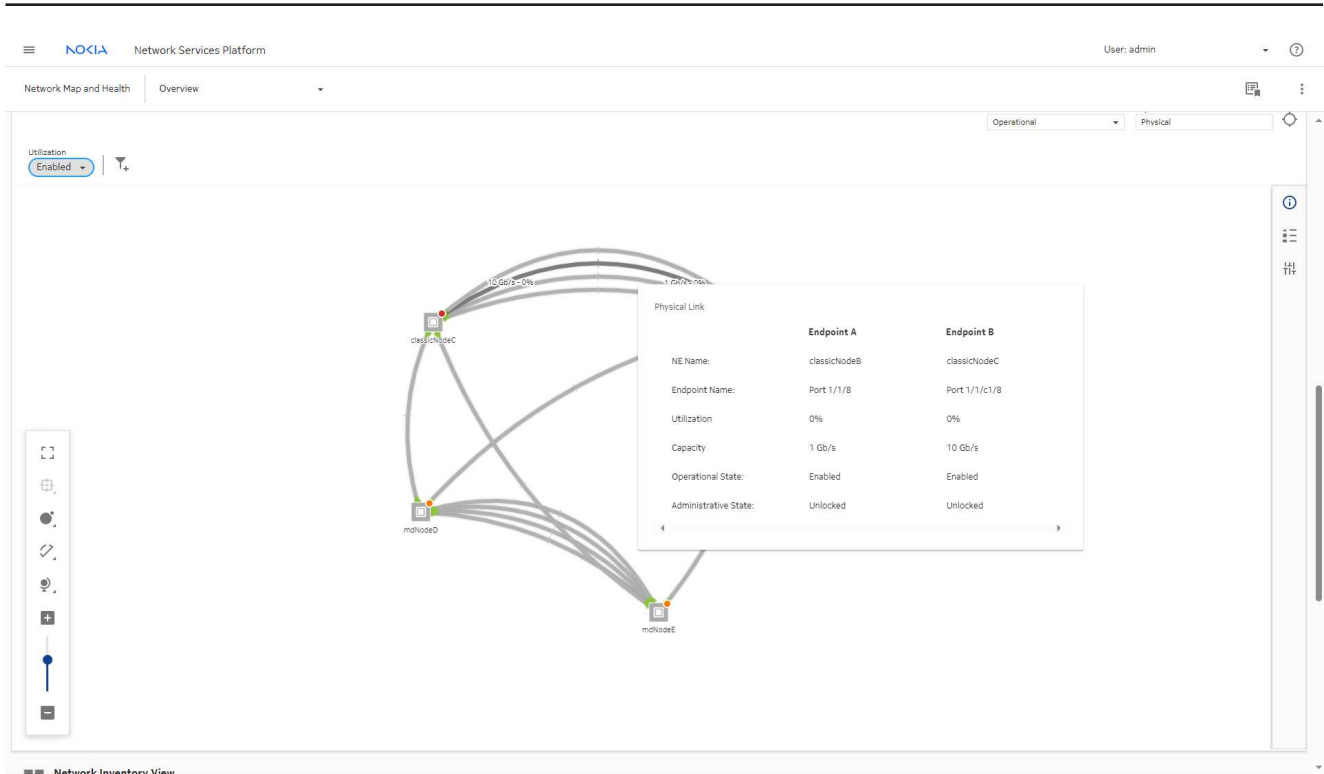 NOKIA Network Services Platform User: admin
Network Map and Health Overview
Operational Physical
Utilization
Enabled
10 Gb/s - 0% 1 Gb/s - 0%
Physical Link
Endpoint A Endpoint B
NE Name: classicNodeB classicNodeC
Endpoint Name: Port 1/1/8 Port 1/1/c1/8
Utilization 0% 0%
Capacity 1 Gb/s 10 Gb/s
Operational State: Enabled Enabled
Administrative State: Unlocked Unlocked
classicNodeC
mdNodeD
mdNodeE
Network Inventory View